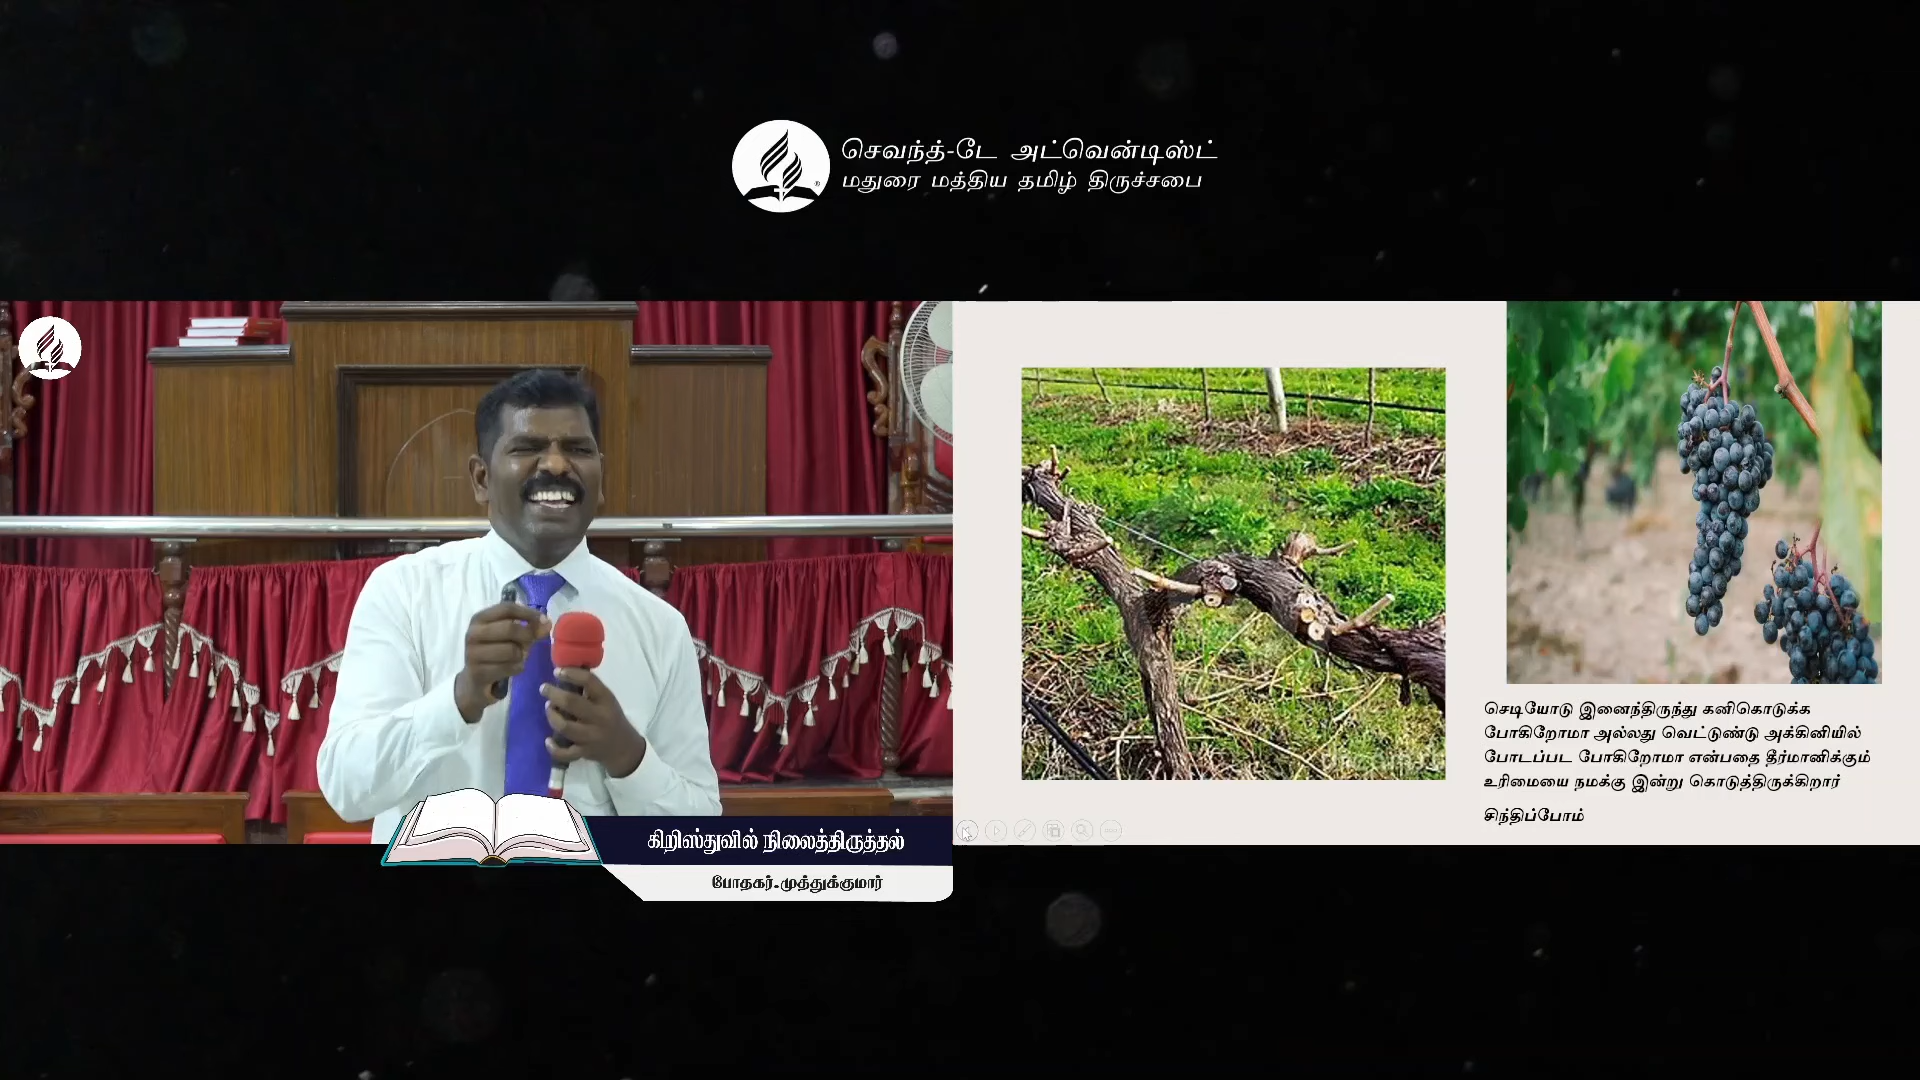 செவந்த்-டே அட்வென்டிஸ்ட்
மதுரை மத்திய தமிழ் திருச்சபை
செடியோடு இனைந்திருந்து கனிகொடுக்க
போகிறோமா அல்லது வெட்டுண்டு அக்கினியில்
போடப்பட போகிறோமா என்பதை தீர்மானிக்கும்
உரிமையை நமக்கு இன்று கொடுத்திருக்கிறார்
சிந்திப்போம்
கிறிஸ்துவில் நிலைத்திருத்தல்
போதகர்.முத்துக்குமார்